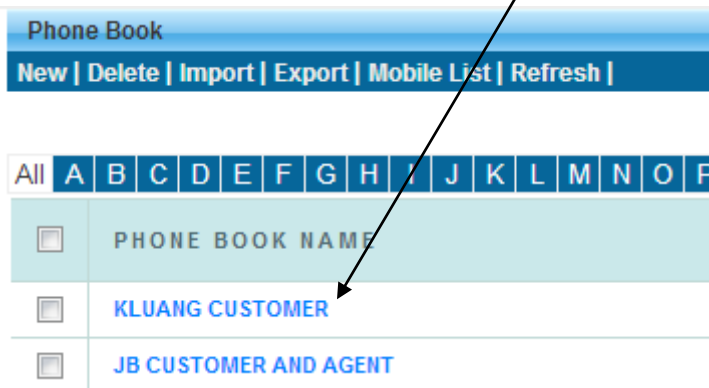 Phone Book
New | Delete | Import | Export | Mobile List | Refresh |
All A B C D E F G H I J K L M N O
PHONE BOOK NAME
KLUANG CUSTOMER
JB CUSTOMER AND AGENT